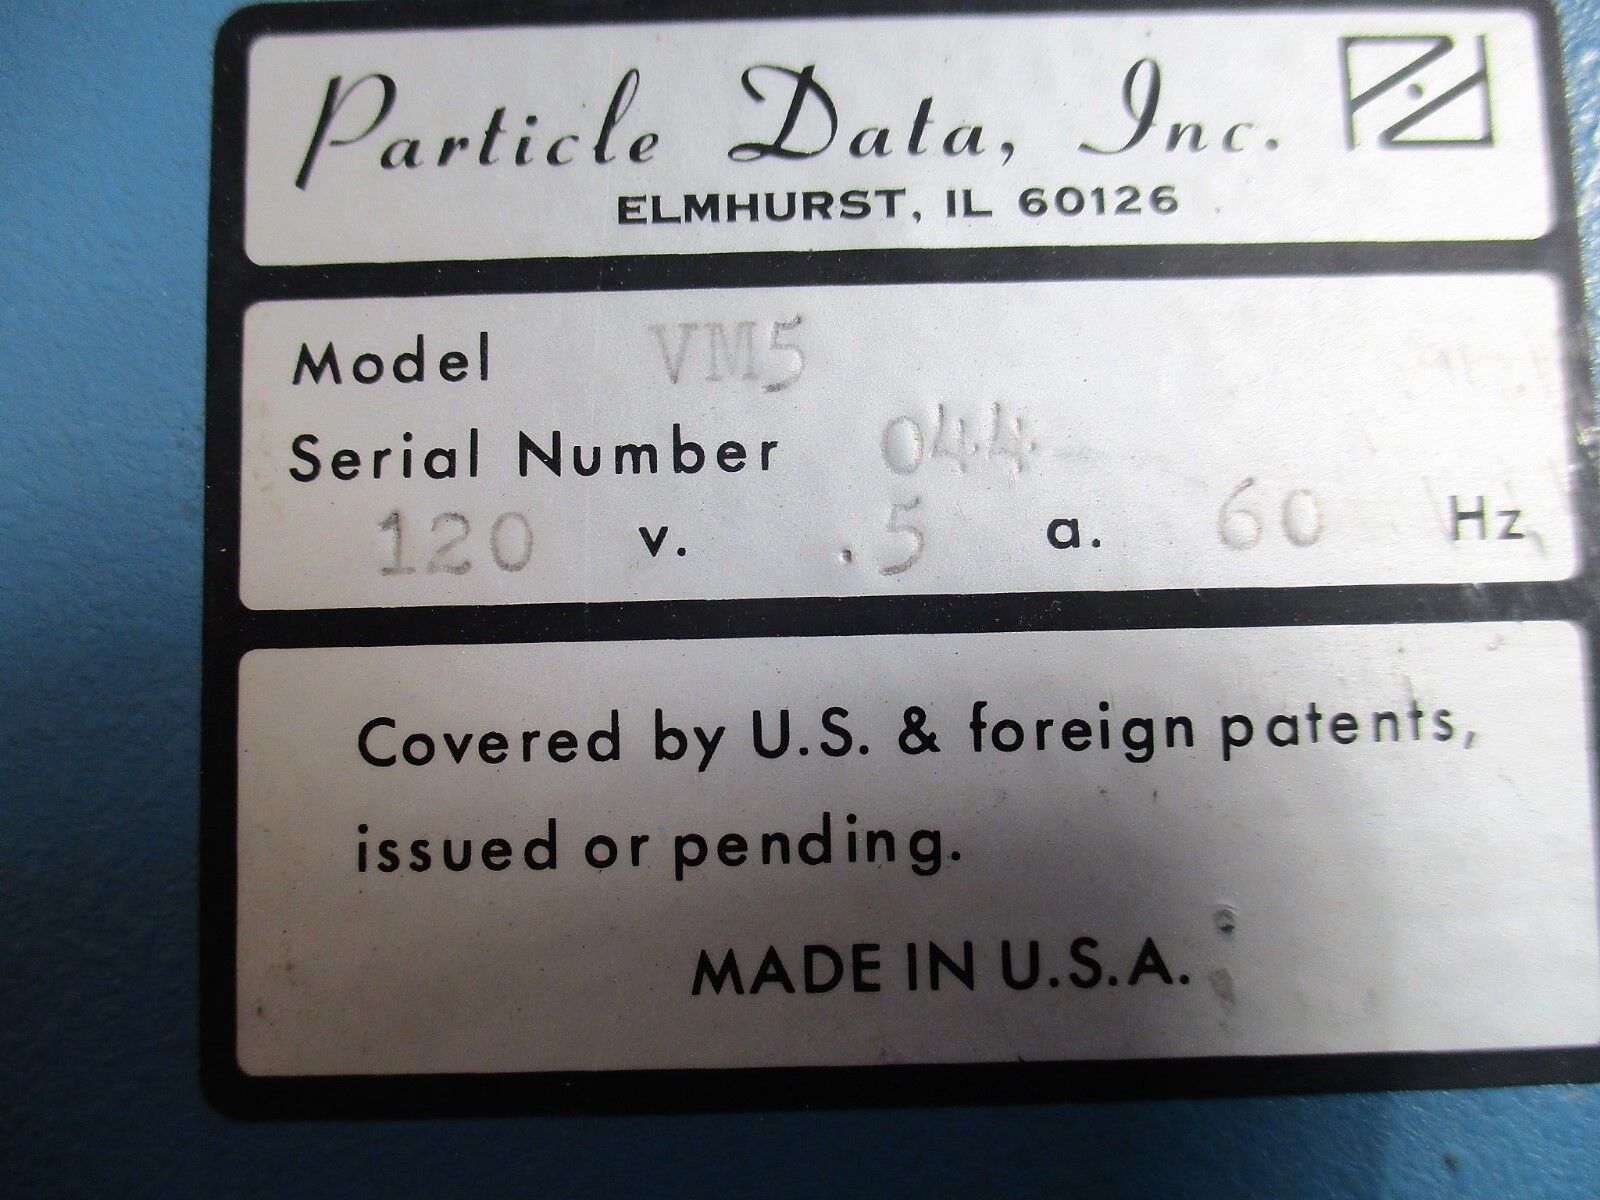 Particle Data, Inc. Pd
ELMHURST, IL 60126
Model VM5
Serial Number 044
120 v. .5 a. 60 Hz
Covered by U.S. & foreign patents,
issued or pending.
MADE IN U.S.A.